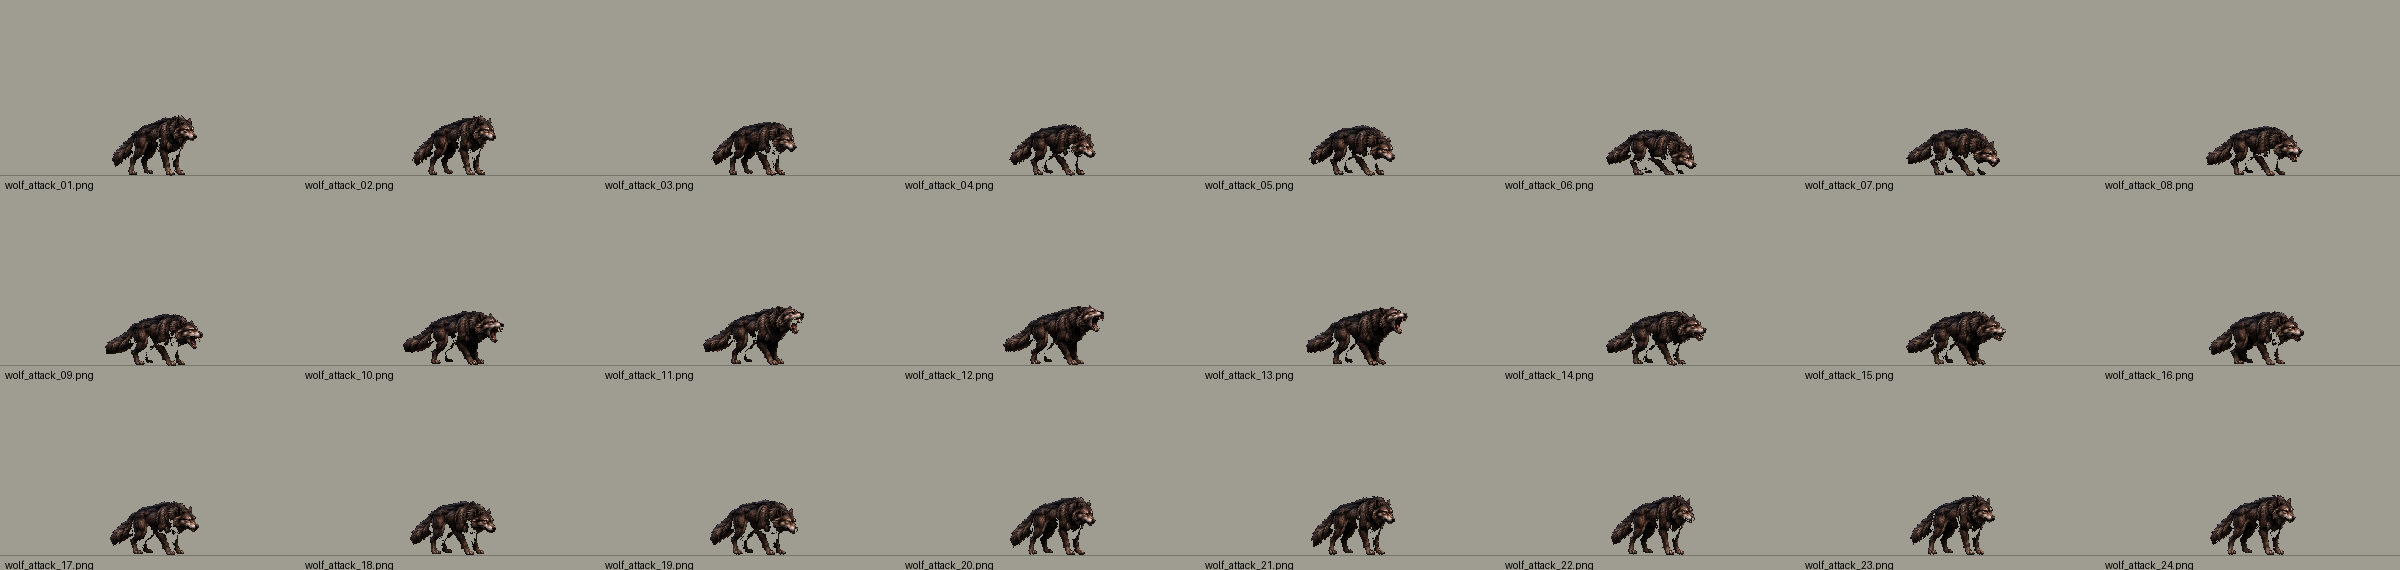 wolf_attack_01.png wolf_attack_02.png wolf_attack_03.png wolf_attack_04.png wolf_attack_05.png wolf_attack_06.png wolf_attack_07.png wolf_attack_08.png
wolf_attack_09.png wolf_attack_10.png wolf_attack_11.png wolf_attack_12.png wolf_attack_13.png wolf_attack_14.png wolf_attack_15.png wolf_attack_16.png
wolf_attack_17.png wolf_attack_18.png wolf_attack_19.png wolf_attack_20.png wolf_attack_21.png wolf_attack_22.png wolf_attack_23.png wolf_attack_24.png